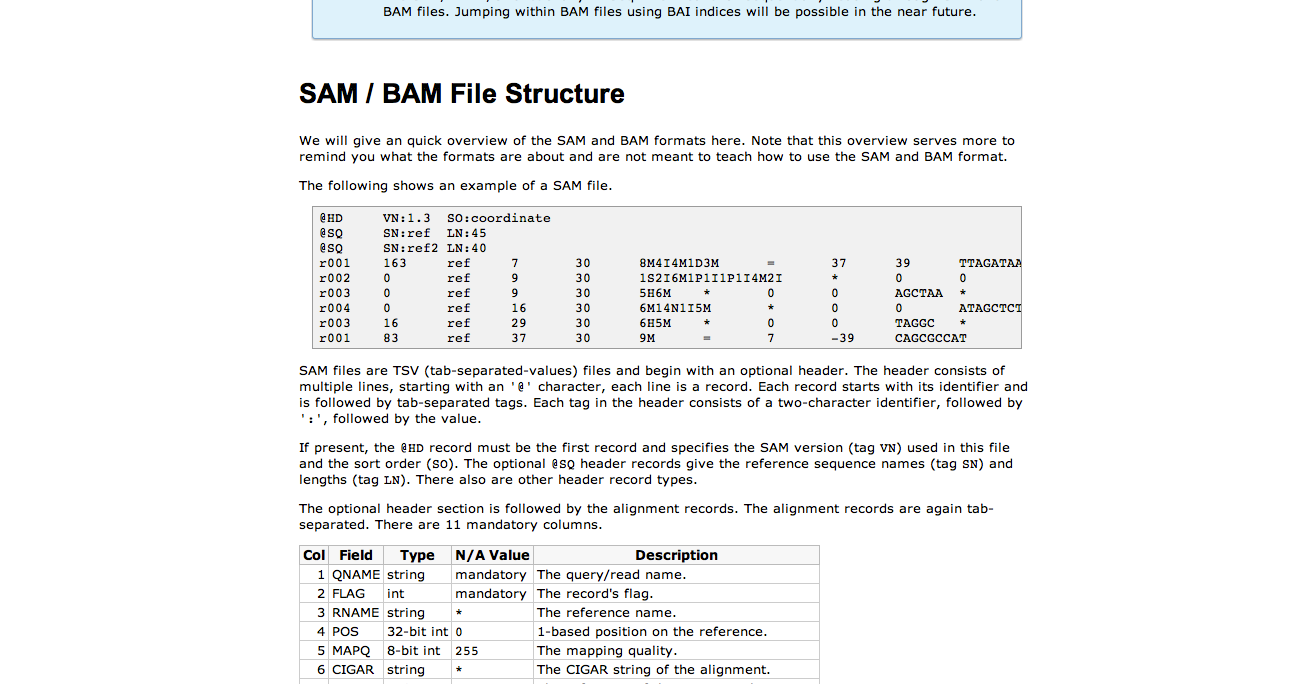 BAM files. Jumping within BAM files using BAI indices will be possible in the near future.
SAM / BAM File Structure
We will give an quick overview of the SAM and BAM formats here. Note that this overview serves more to
remind you what the formats are about and are not meant to teach how to use the SAM and BAM format.
The following shows an example of a SAM file.
@HD VN:1.3 SO:coordinate
@SQ SN:ref LN:45
@SQ SN:ref2 LN:40
r001 163 ref 7 30 8M4I4M1D3M = 37 39 TTAGATAA
r002 0 ref 9 30 1S2I6M1P1I1P1I4M2I * 0 0
r003 0 ref 9 30 5H6M * 0 0 AGCTAA *
r004 0 ref 16 30 6M14N1I5M * 0 0 ATAGCTCT
r003 16 ref 29 30 6H5M * 0 0 TAGGC *
r001 83 ref 37 30 9M = 7 -39 CAGCGCCAT
SAM files are TSV (tab-separated-values) files and begin with an optional header. The header consists of
multiple lines, starting with an '@' character, each line is a record. Each record starts with its identifier and
is followed by tab-separated tags. Each tag in the header consists of a two-character identifier, followed by
':', followed by the value.
If present, the @HD record must be the first record and specifies the SAM version (tag VN) used in this file
and the sort order (SO). The optional @SQ header records give the reference sequence names (tag SN) and
lengths (tag LN). There also are other header record types.
The optional header section is followed by the alignment records. The alignment records are again tab-
separated. There are 11 mandatory columns.
Col Field Type N/A Value Description
1 QNAME string mandatory The query/read name.
2 FLAG int mandatory The record's flag.
3 RNAME string * The reference name.
4 POS 32-bit int 0 1-based position on the reference.
5 MAPQ 8-bit int 255 The mapping quality.
6 CIGAR string * The CIGAR string of the alignment.